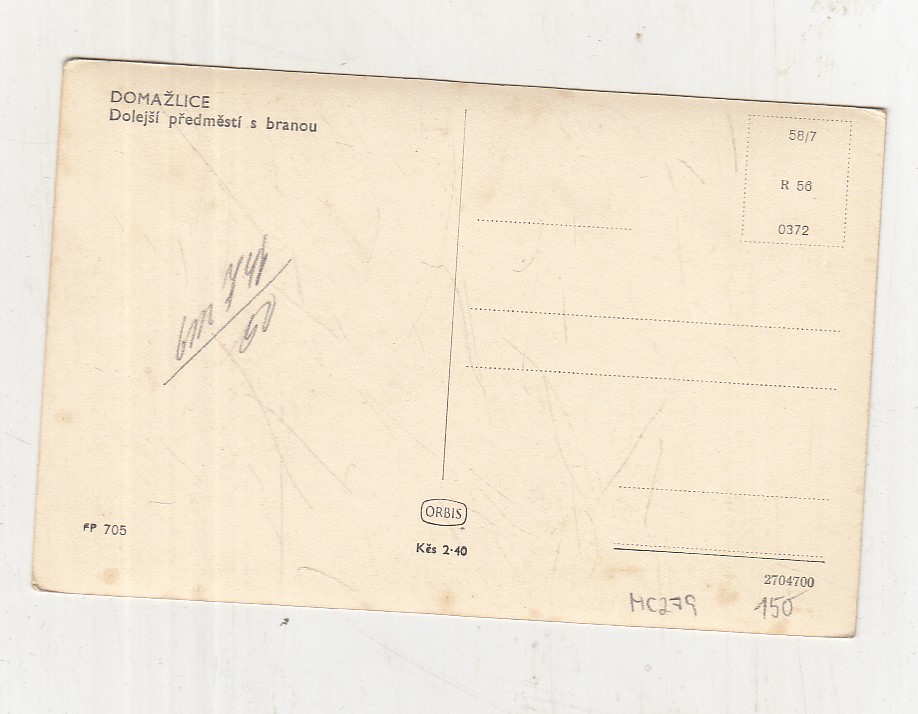 DOMAŽLICE
Dolejší předměstí s branou
58/7
R 56
0372
FP 705
ORBIS
Kčs 2·40
2704700
MC279
150